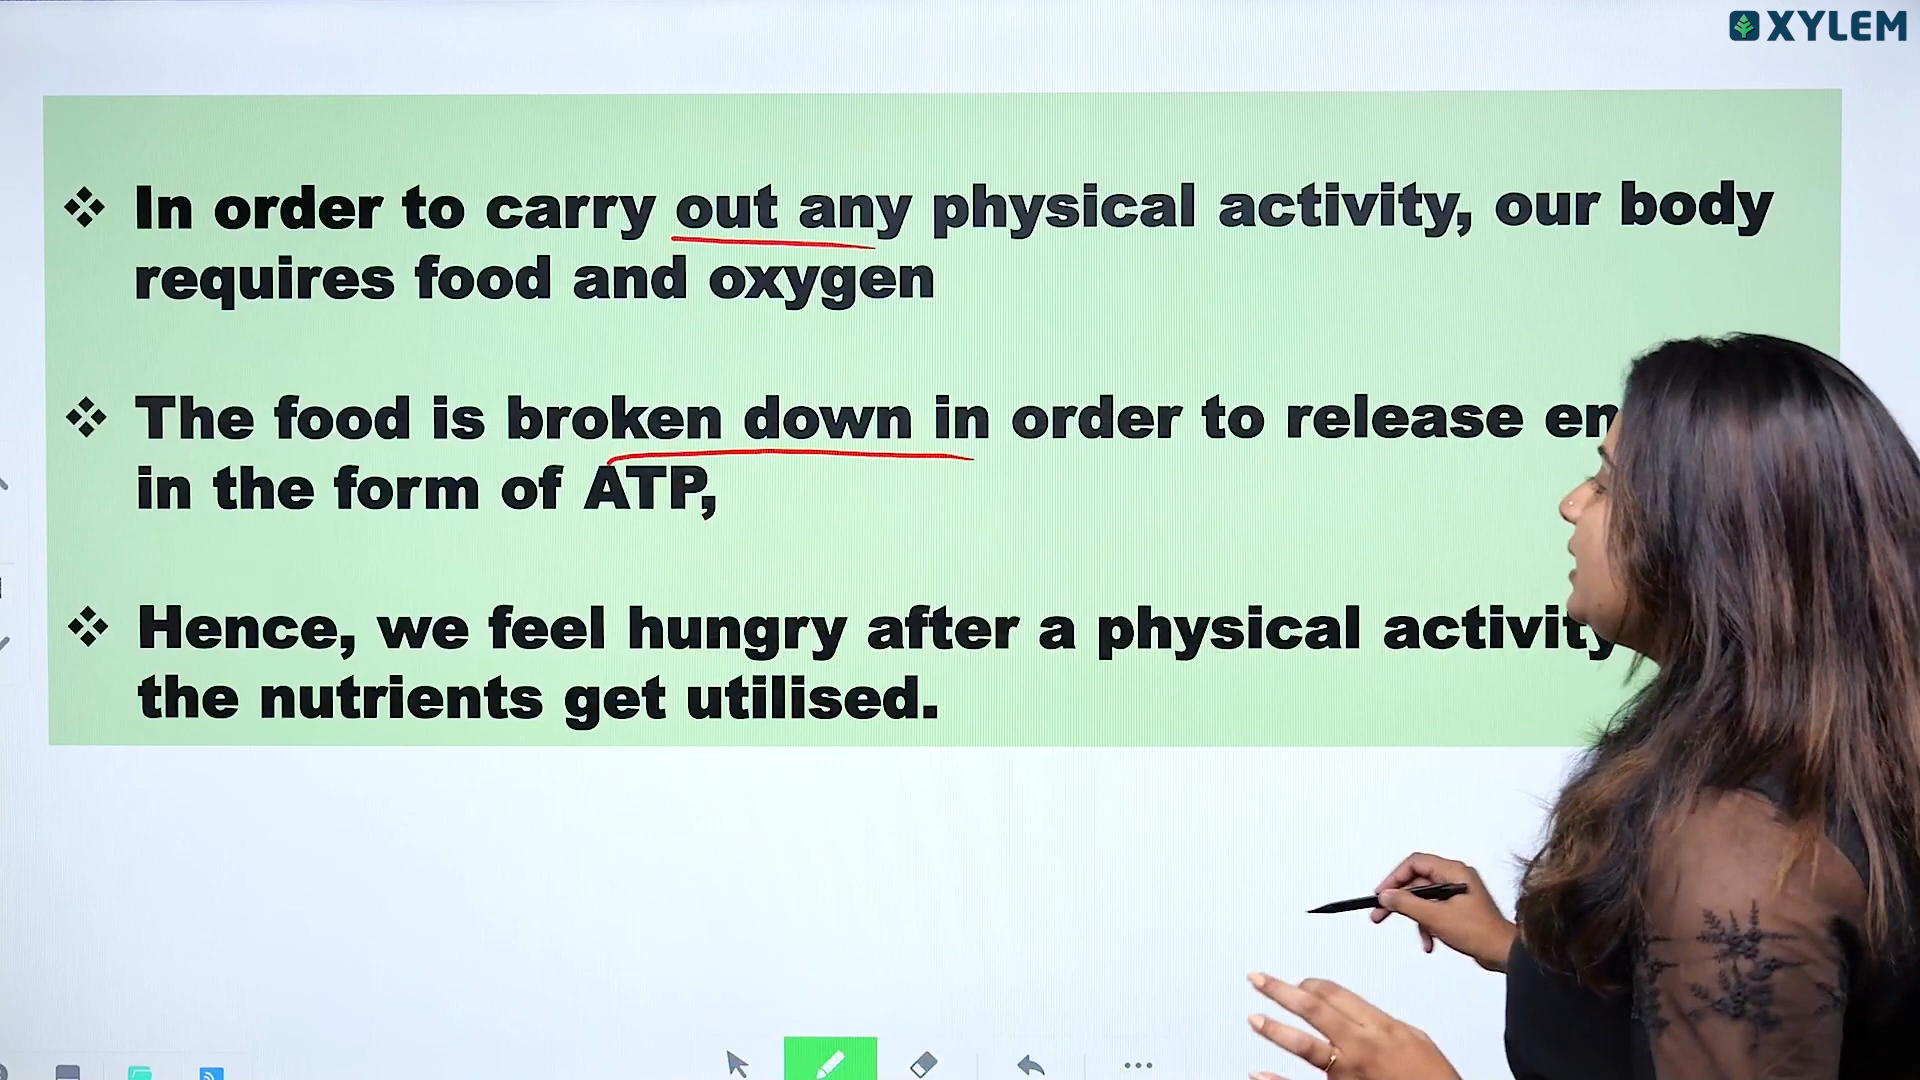 XYLEM
In order to carry out any physical activity, our body
requires food and oxygen
The food is broken down in order to release
in the form of ATP,
Hence, we feel hungry after a physical activity
the nutrients get utilised.